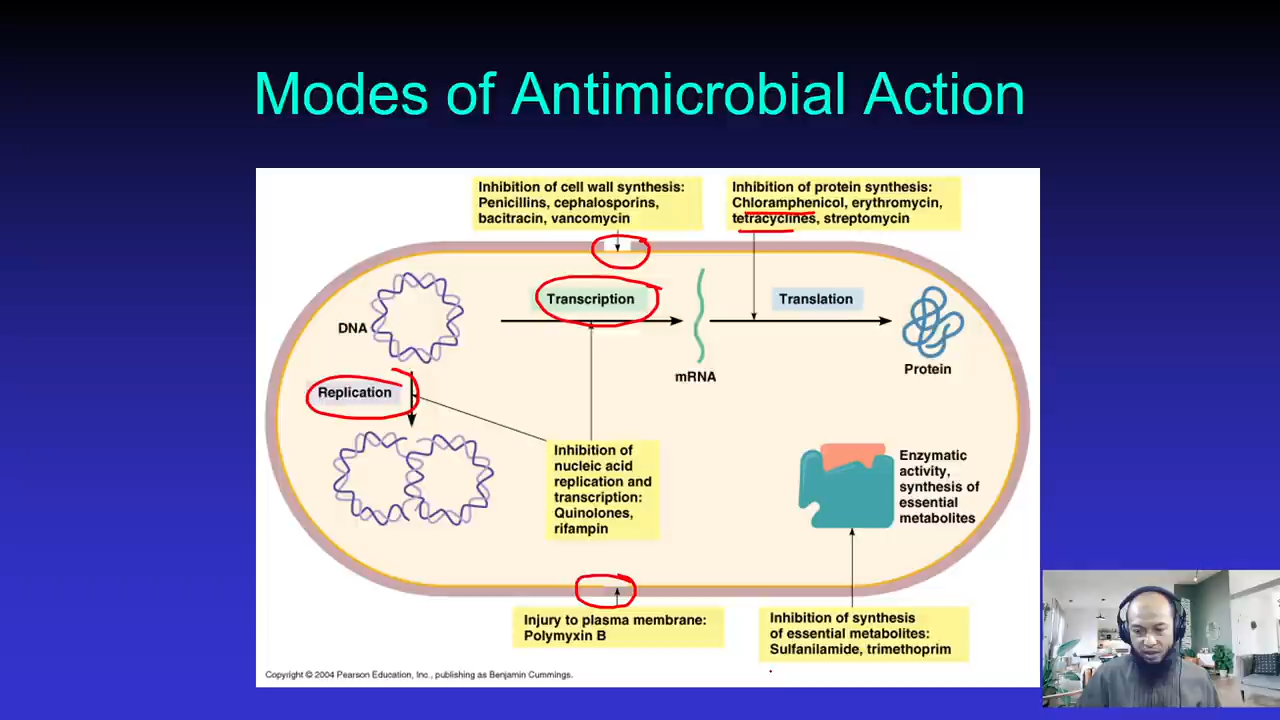 Modes of Antimicrobial Action
Inhibition of cell wall synthesis:
Penicillins, cephalosporins,
bacitracin, vancomycin
Inhibition of protein synthesis:
Chloramphenicol, erythromycin,
tetracyclines, streptomycin
Transcription
Translation
DNA
mRNA
Protein
Replication
Inhibition of
nucleic acid
replication and
transcription:
Quinolones,
rifampin
Enzymatic
activity,
synthesis of
essential
metabolites
Injury to plasma membrane:
Polymyxin B
Inhibition of synthesis
of essential metabolites:
Sulfanilamide, trimethoprim
Copyright © 2004 Pearson Education, Inc., publishing as Benjamin Cummings.